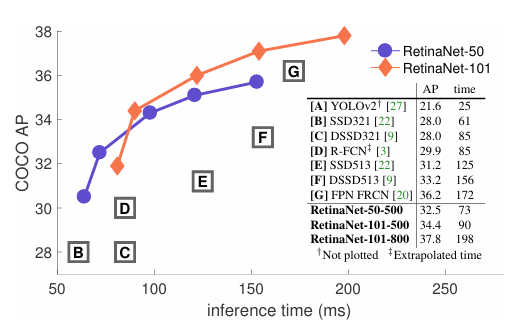 38
36
34
32
30
28
COCO AP
50
100
150
200
250
inference time (ms)
RetinaNet-50
RetinaNet-101
G
F
E
D
B
C
AP time
[A] YOLOv2† [27] 21.6 25
[B] SSD321 [22] 28.0 61
[C] DSSD321 [9] 28.0 85
[D] R-FCN‡ [3] 29.9 85
[E] SSD513 [22] 31.2 125
[F] DSSD513 [9] 33.2 156
[G] FPN FRCN [20] 36.2 172
RetinaNet-50-500 32.5 73
RetinaNet-101-500 34.4 90
RetinaNet-101-800 37.8 198
†Not plotted ‡Extrapolated time